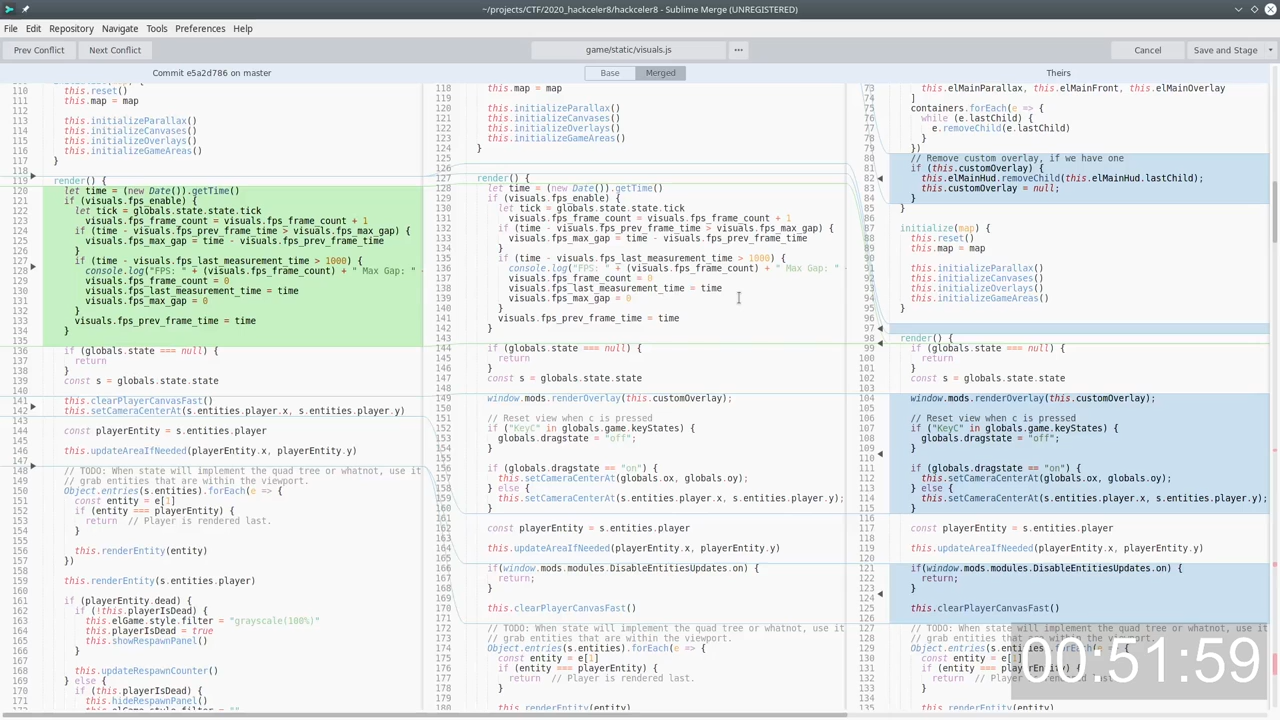 ~/projects/CTF/2020_hackceler8/hackceler8 - Sublime Merge (UNREGISTERED)
File Edit Repository Navigate Tools Preferences Help
Prev Conflict Next Conflict game/static/visuals.js ••• Cancel Save and Stage
Commit e5a2d786 on master
Base Merged
Theirs
110 this.reset()
111 this.map = map
112
113 this.initializeParallax()
114 this.initializeCanvases()
115 this.initializeOverlays()
116 this.initializeGameAreas()
117 }
118
119 render() {
120 let time = (new Date()).getTime()
121 if (visuals.fps_enable) {
122 let tick = globals.state.state.tick
123 visuals.fps_frame_count = visuals.fps_frame_count + 1
124 if (time - visuals.fps_prev_frame_time > visuals.fps_max_gap) {
125 visuals.fps_max_gap = time - visuals.fps_prev_frame_time
126 }
127 if (time - visuals.fps_last_measurement_time > 1000) {
128 console.log("FPS: " + (visuals.fps_frame_count) + " Max Gap: " 
129 visuals.fps_frame_count = 0
130 visuals.fps_last_measurement_time = time
131 visuals.fps_max_gap = 0
132 }
133 visuals.fps_prev_frame_time = time
134 }
135
136 if (globals.state === null) {
137 return
138 }
139 const s = globals.state.state
140
141 this.clearPlayerCanvasFast()
142 this.setCameraCenterAt(s.entities.player.x, s.entities.player.y)
143
144 const playerEntity = s.entities.player
145
146 this.updateAreaIfNeeded(playerEntity.x, playerEntity.y)
147
148 // TODO: When state will implement the quad tree or whatnot, use it
149 // grab entities that are within the viewport.
150 Object.entries(s.entities).forEach(e => {
151 const entity = e[1]
152 if (entity === playerEntity) {
153 return // Player is rendered last.
154 }
155
156 this.renderEntity(entity)
157 })
158
159 this.renderEntity(s.entities.player)
160
161 if (playerEntity.dead) {
162 if (!this.playerIsDead) {
163 this.elGame.style.filter = "grayscale(100%)"
164 this.playerIsDead = true
165 this.showRespawnPanel()
166 }
167
168 this.updateRespawnCounter()
169 } else {
170 if (this.playerIsDead) {
171 this.hideRespawnPanel()
118 this.map = map
119
120 this.initializeParallax()
121 this.initializeCanvases()
122 this.initializeOverlays()
123 this.initializeGameAreas()
124 }
125
126
127 render() {
128 let time = (new Date()).getTime()
129 if (visuals.fps_enable) {
130 let tick = globals.state.state.tick
131 visuals.fps_frame_count = visuals.fps_frame_count + 1
132 if (time - visuals.fps_prev_frame_time > visuals.fps_max_gap) {
133 visuals.fps_max_gap = time - visuals.fps_prev_frame_time
134 }
135 if (time - visuals.fps_last_measurement_time > 1000) {
136 console.log("FPS: " + (visuals.fps_frame_count) + " Max Gap: " 
137 visuals.fps_frame_count = 0
138 visuals.fps_last_measurement_time = time
139 visuals.fps_max_gap = 0
140 }
141 visuals.fps_prev_frame_time = time
142 }
143
144 if (globals.state === null) {
145 return
146 }
147 const s = globals.state.state
148
149 window.mods.renderOverlay(this.customOverlay);
150
151 // Reset view when c is pressed
152 if ("KeyC" in globals.game.keyStates) {
153 globals.dragstate = "off";
154 }
155
156 if (globals.dragstate == "on") {
157 this.setCameraCenterAt(globals.ox, globals.oy);
158 } else {
159 this.setCameraCenterAt(s.entities.player.x, s.entities.player.y);
160 }
161
162 const playerEntity = s.entities.player
163
164 this.updateAreaIfNeeded(playerEntity.x, playerEntity.y)
165
166 if(window.mods.modules.DisableEntitiesUpdates.on) {
167 return;
168 }
169
170 this.clearPlayerCanvasFast()
171
172 // TODO: When state will implement the quad tree or whatnot, use it
173 // grab entities that are within the viewport.
174 Object.entries(s.entities).forEach(e => {
175 const entity = e[1]
176 if (entity === playerEntity) {
177 return // Player is rendered last.
178 }
179
180 this.renderEntity(entity)
73 this.elMainParallax, this.elMainFront, this.elMainOverlay
74 ]
75 containers.forEach(e => {
76 while (e.lastChild) {
77 e.removeChild(e.lastChild)
78 }
79 })
80 // Remove custom overlay, if we have one
81 if (this.customOverlay) {
82 this.elMainHud.removeChild(this.elMainHud.lastChild);
83 this.customOverlay = null;
84 }
85 }
86
87 initialize(map) {
88 this.reset()
89 this.map = map
90
91 this.initializeParallax()
92 this.initializeCanvases()
93 this.initializeOverlays()
94 this.initializeGameAreas()
95 }
96
97
98 render() {
99 if (globals.state === null) {
100 return
101 }
102 const s = globals.state.state
103
104 window.mods.renderOverlay(this.customOverlay);
105
106 // Reset view when c is pressed
107 if ("KeyC" in globals.game.keyStates) {
108 globals.dragstate = "off";
109 }
110
111 if (globals.dragstate == "on") {
112 this.setCameraCenterAt(globals.ox, globals.oy);
113 } else {
114 this.setCameraCenterAt(s.entities.player.x, s.entities.player.y);
115 }
116
117 const playerEntity = s.entities.player
118
119 this.updateAreaIfNeeded(playerEntity.x, playerEntity.y)
120
121 if(window.mods.modules.DisableEntitiesUpdates.on) {
122 return;
123 }
124
125 this.clearPlayerCanvasFast()
126
127 // TODO: When state will implement the quad tree or whatnot, use it
128 // grab entities that are within the viewport.
129 Object.entries(s.entities).forEach(e => {
130 const entity = e[1]
131 if (entity === playerEntity) {
132 return // Player is rendered last.
133 }
134
135 this.renderEntity(entity)
00:51:59